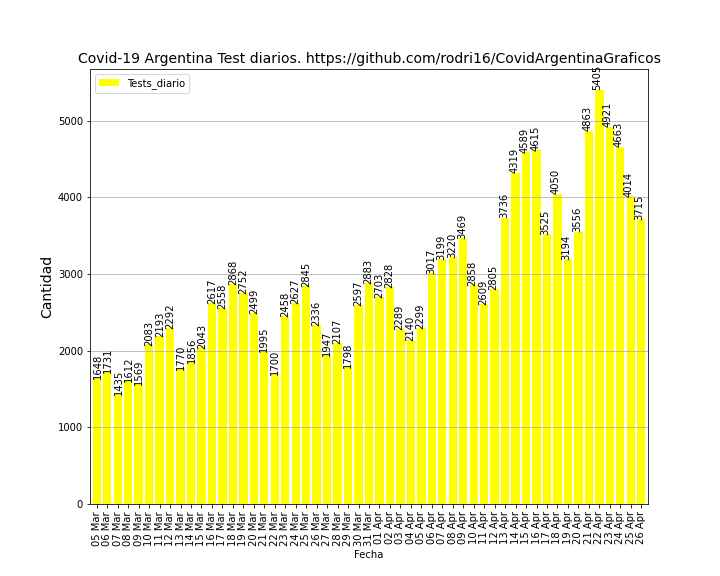 Covid-19 Argentina Test diarios. https://github.com/rodri16/CovidArgentinaGraficos
Tests_diario
Cantidad
5000
4000
3000
2000
1000
0
1648
1731
1435
1612
1569
2083
2193
2292
1770
1856
2043
2617
2558
2868
2752
2499
1995
1700
2458
2627
2845
2336
1947
2107
1798
2597
2883
2703
2828
2289
2140
2299
3017
3199
3220
3469
2858
2609
2805
3736
4319
4589
4615
3525
4050
3194
3556
4863
5405
4921
4663
4014
3715
05 Mar
06 Mar
07 Mar
08 Mar
09 Mar
10 Mar
11 Mar
12 Mar
13 Mar
14 Mar
15 Mar
16 Mar
17 Mar
18 Mar
19 Mar
20 Mar
21 Mar
22 Mar
23 Mar
24 Mar
25 Mar
26 Mar
27 Mar
28 Mar
29 Mar
30 Mar
31 Mar
01 Apr
02 Apr
03 Apr
04 Apr
05 Apr
06 Apr
07 Apr
08 Apr
09 Apr
10 Apr
11 Apr
12 Apr
13 Apr
14 Apr
15 Apr
16 Apr
17 Apr
18 Apr
19 Apr
20 Apr
21 Apr
22 Apr
23 Apr
24 Apr
25 Apr
26 Apr
Fecha